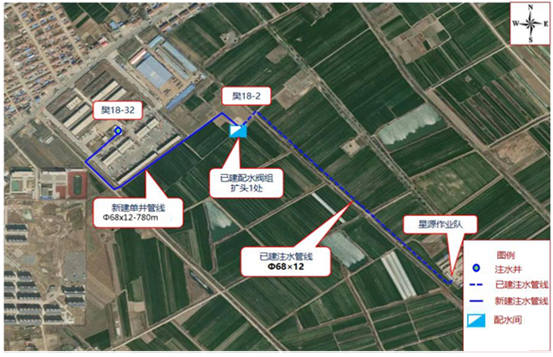 N
W
E
S
樊18-32
樊18-2
已建配水阀组
扩头1处
新建单井管线
Φ68x12-780m
已建注水管线
Φ68×12
星源作业队
图例
注水井
已建注水管线
新建注水管线
配水间